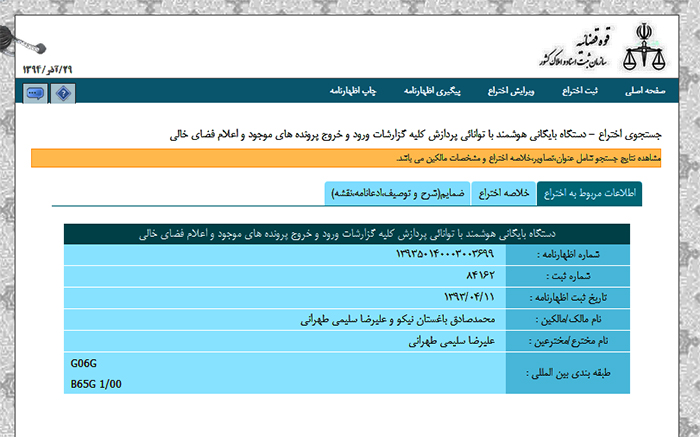 قوه قضائیه
سازمان ثبت اسناد و املاک کشور
۲۹/آذر/۱۳۹۴
صفحه اصلی
ثبت اختراع
ویرایش اختراع
پیگیری اظهارنامه
چاپ اظهارنامه
جستجوی اختراع - دستگاه بایگانی هوشمند با توانائی پردازش کلیه گزارشات ورود و خروج پرونده های موجود و اعلام فضای خالی
مشاهده نتایج جستجو شامل عنوان،تصاویر،خلاصه اختراع و مشخصات مالکین می باشد.
اطلاعات مربوط به اختراع
خلاصه اختراع
ضمایم(شرح و توصیف،ادعانامه،نقشه)
دستگاه بایگانی هوشمند با توانائی پردازش کلیه گزارشات ورود و خروج پرونده های موجود و اعلام فضای خالی
شماره اظهارنامه : ۱۳۹۳۵۰۱۴۰۰۰۳۰۰۳۶۹۹
شماره ثبت : ۸۴۱۶۲
تاریخ ثبت اظهارنامه : ۱۳۹۳/۰۴/۱۱
نام مالک/مالکین : محمدصادق باغستان نیکو و علیرضا سلیمی طهرانی
نام مخترع/مخترعین : علیرضا سلیمی طهرانی
طبقه بندی بین المللی :
G06G
B65G 1/00